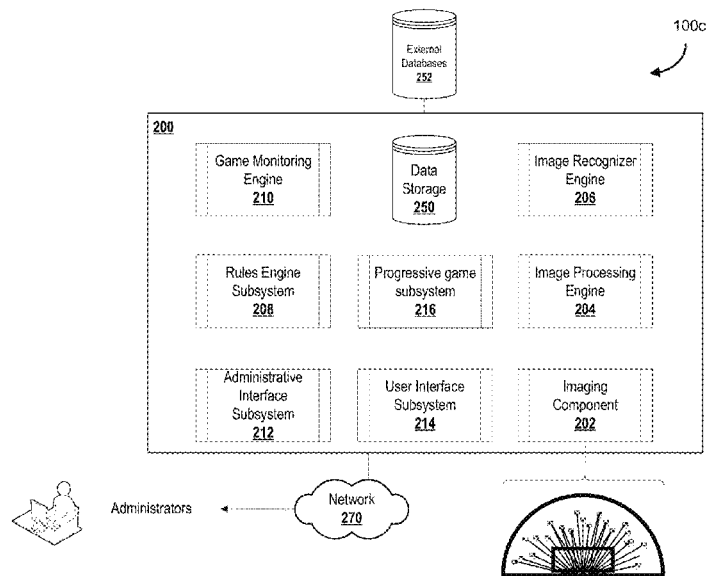 100c
External
Databases
252
200
Game Monitoring
Engine
210
Data
Storage
250
Image Recognizer
Engine
206
Rules Engine
Subsystem
208
Progressive game
subsystem
216
Image Processing
Engine
204
Administrative
Interface
Subsystem
212
User Interface
Subsystem
214
Imaging
Component
202
Administrators
Network
270